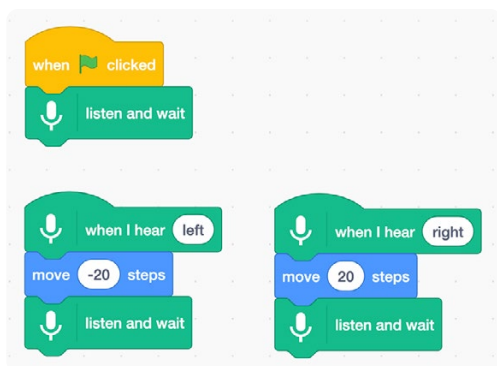 when clicked
listen and wait
when I hear left
move -20 steps
listen and wait
when I hear right
move 20 steps
listen and wait